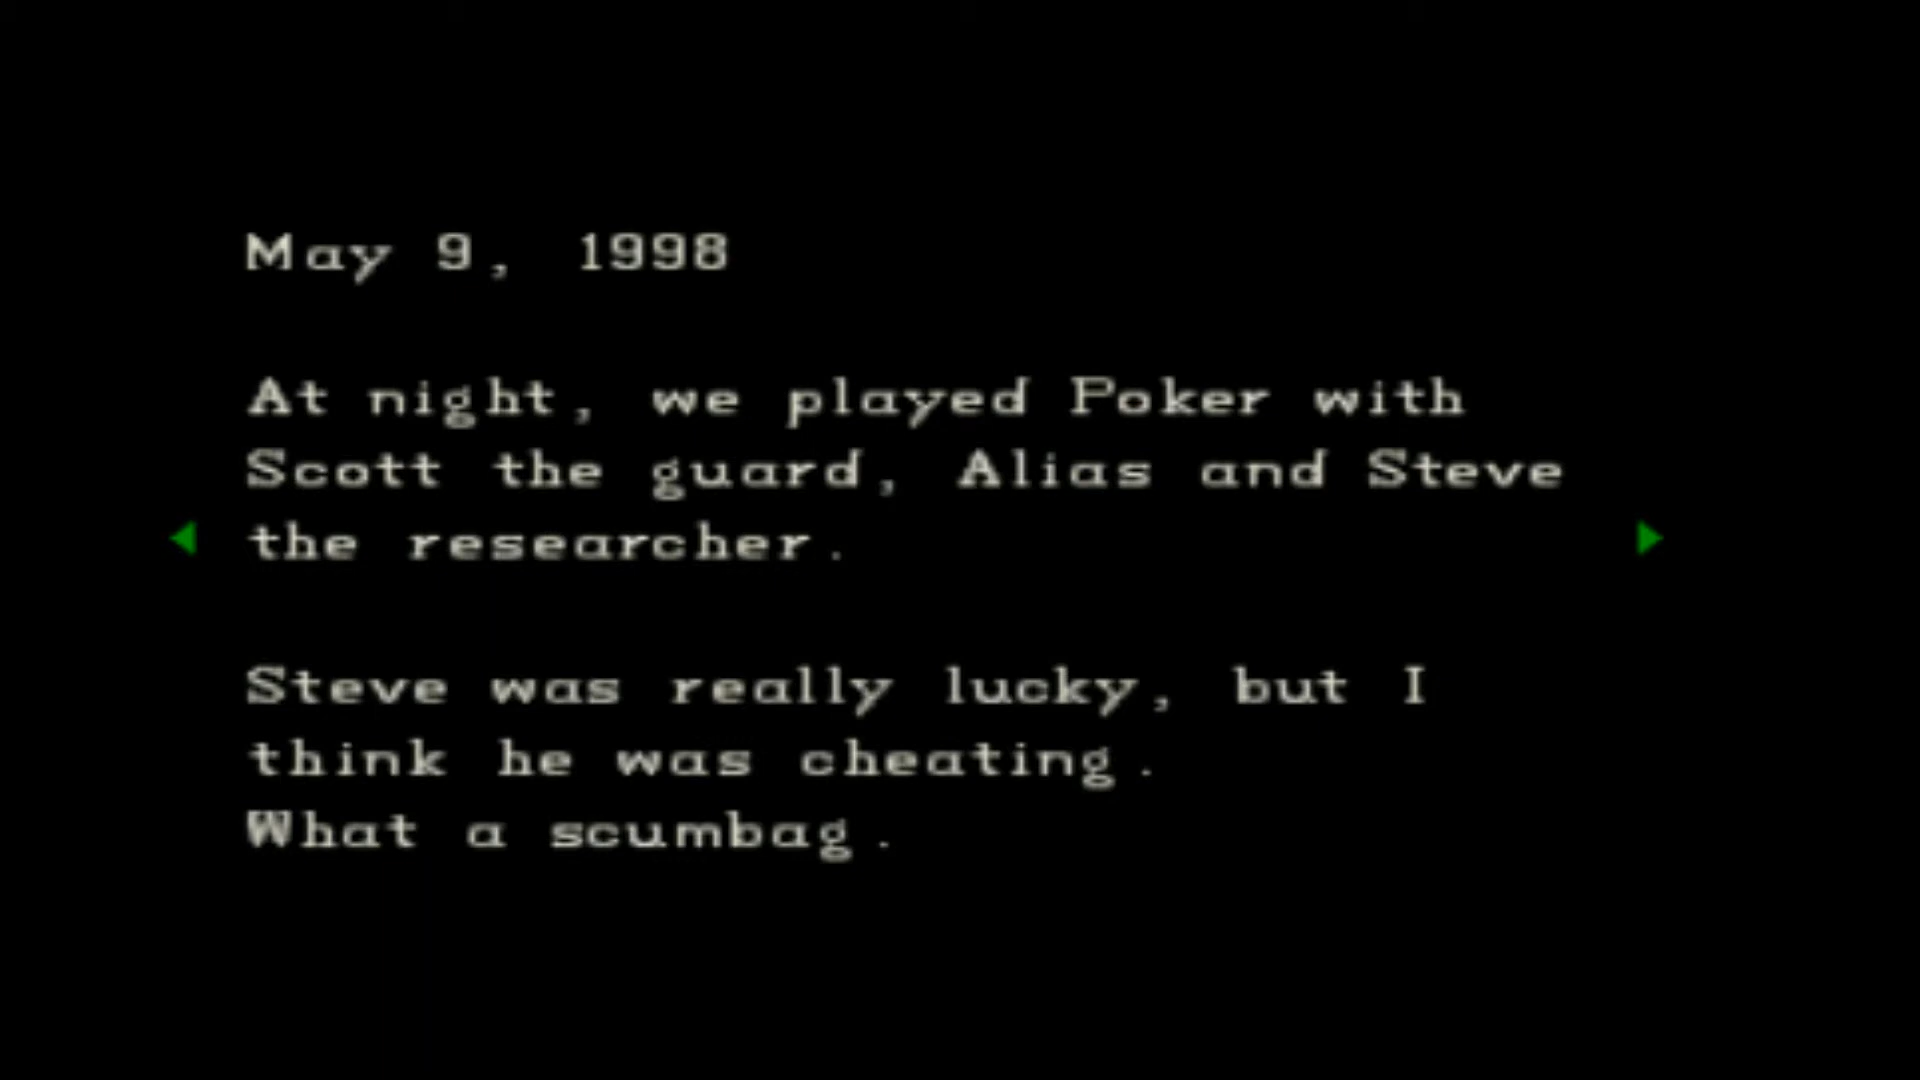 May 9, 1998
At night, we played Poker with
Scott the guard, Alias and Steve
the researcher.
Steve was really lucky, but I
think he was cheating.
What a scumbag.